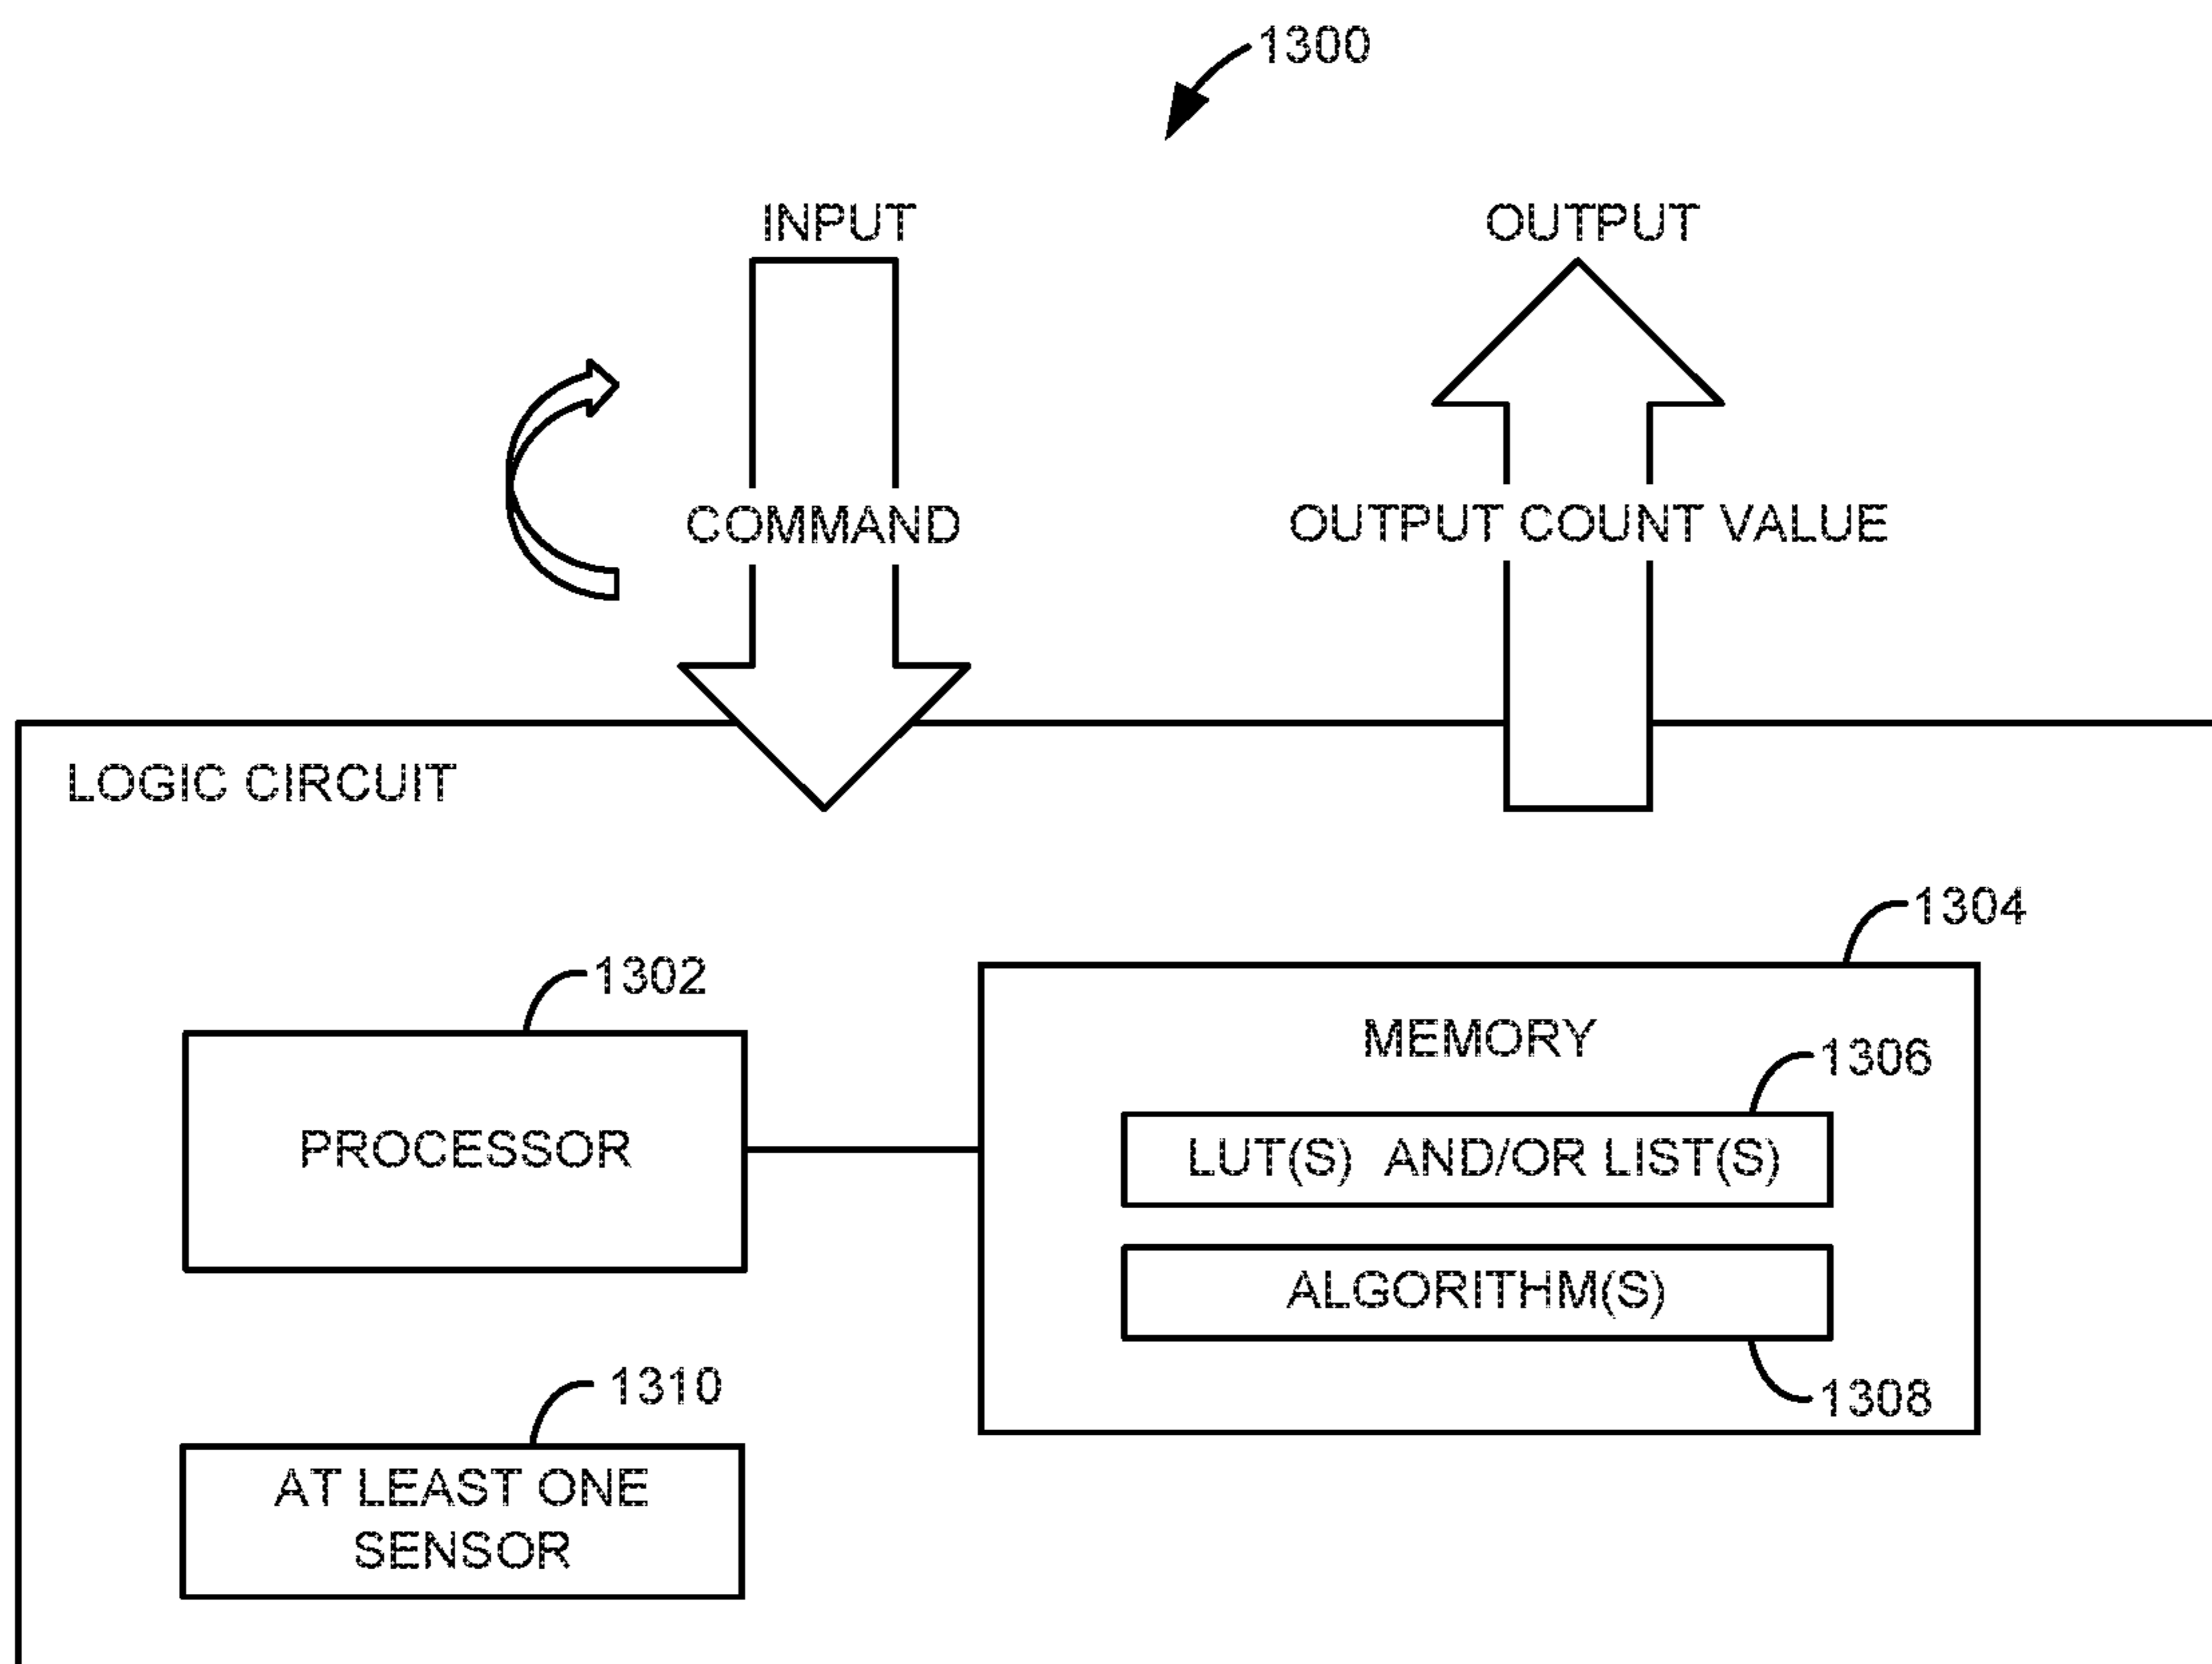 1300
INPUT
OUTPUT
COMMAND
OUTPUT COUNT VALUE
LOGIC CIRCUIT
1304
1302
MEMORY
1306
PROCESSOR
LUT(S) AND/OR LIST(S)
ALGORITHM(S)
1310
1308
AT LEAST ONE
SENSOR